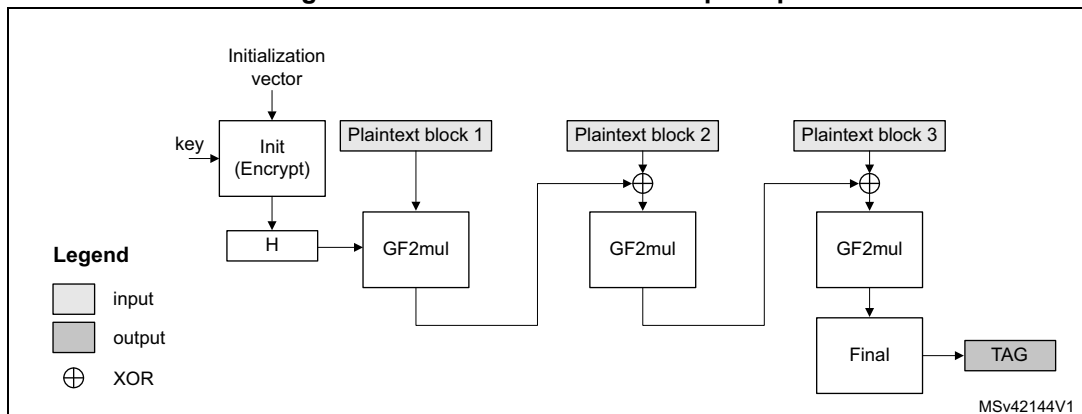 Initialization
vector
key
Init
(Encrypt)
Plaintext block 1
Plaintext block 2
Plaintext block 3
H
GF2mul
GF2mul
GF2mul
Legend
input
output
XOR
Final
TAG
MSv42144V1